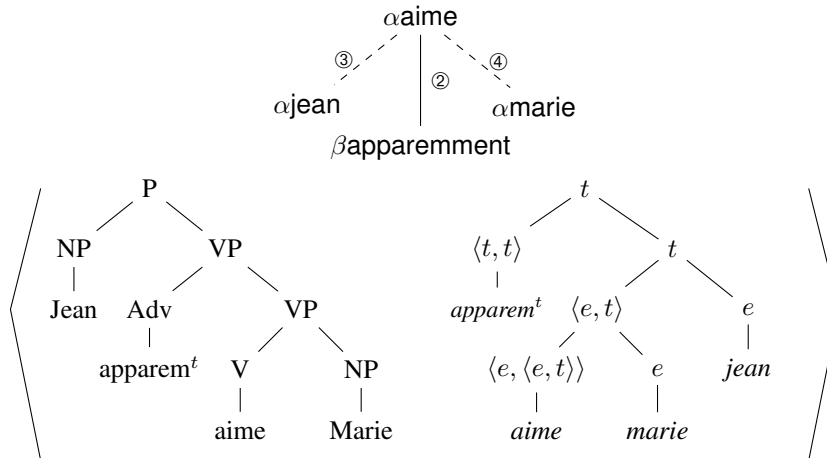 αaime
③ ② ④
αjean αmarie
βapparemment
P t
NP VP ⟨t, t⟩ t
Jean Adv VP apparemᵗ ⟨e, t⟩ e
apparemᵗ V NP ⟨e, ⟨e, t⟩⟩ e jean
aime Marie aime marie